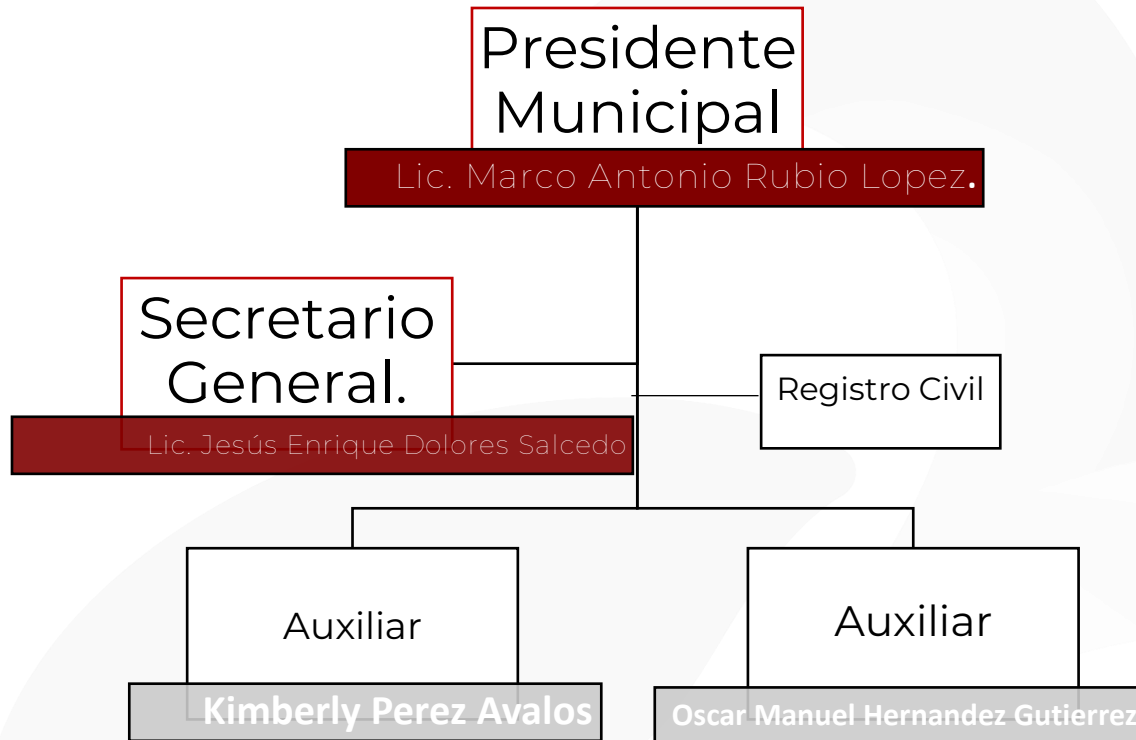 Presidente
Municipal
Lic. Marco Antonio Rubio Lopez.
Secretario
General.
Lic. Jesús Enrique Dolores Salcedo
Registro Civil
Auxiliar
Kimberly Perez Avalos
Auxiliar
Oscar Manuel Hernandez Gutierrez